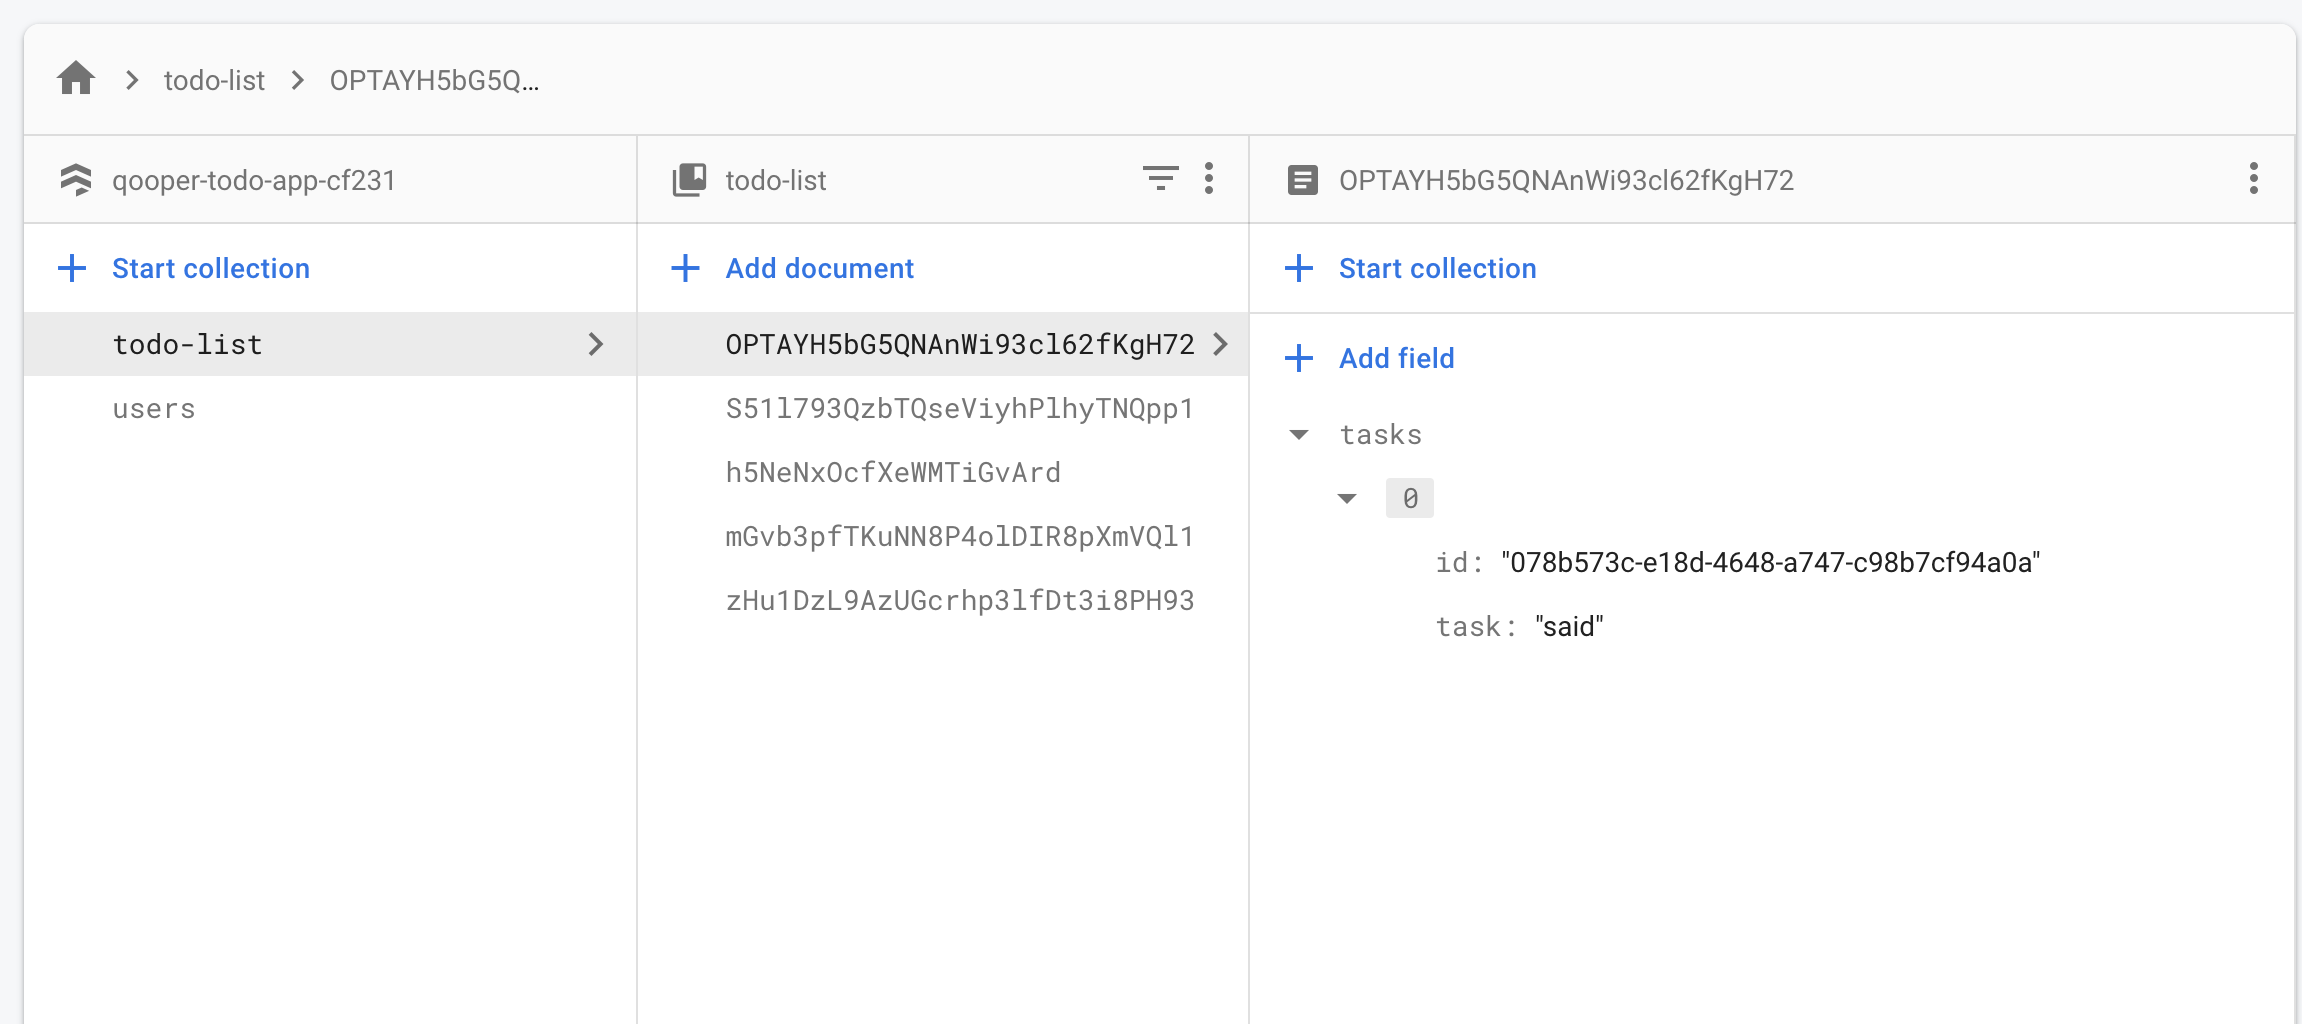 todo-list
OPTAYH5bG5Q...
qooper-todo-app-cf231
Start collection
todo-list
users
todo-list
Add document
OPTAYH5bG5QNAnWi93cl62fKgH72
S51l793QzbTQseViyhPlhyTNQpp1
h5NeNxOcfXeWMTiGvArd
mGvb3pfTKuNN8P4olDIR8pXmVQl1
zHu1DzL9AzUGcrhp3lfDt3i8PH93
OPTAYH5bG5QNAnWi93cl62fKgH72
Start collection
Add field
tasks
0
id: "078b573c-e18d-4648-a747-c98b7cf94a0a"
task: "said"